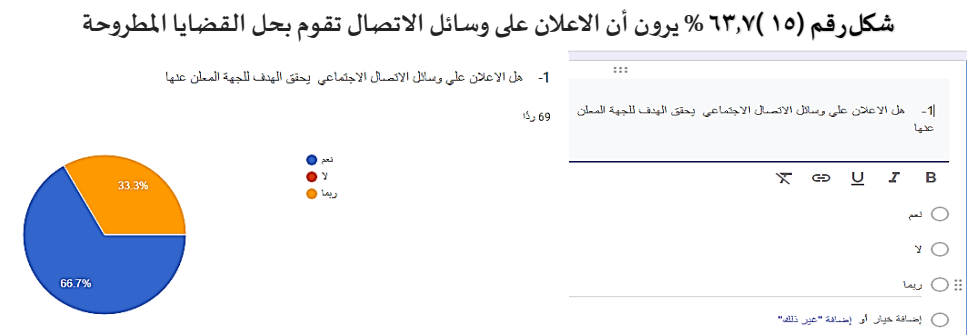 شكل رقم (١٥ )٦٣,٧ % يرون أن الاعلان على وسائل الاتصال تقوم بحل القضايا المطروحة
1- هل الاعلان علي وسائل الاتصال الاجتماعي يحقق الهدف للجهة المعلن عنها
69 ردًا
نعم
لا
ربما
33.3%
66.7%
1- هل الاعلان علي وسائل الاتصال الاجتماعي يحقق الهدف للجهة المعلن
عنها
B I U
نعم
لا
ربما
إضافة خيار أو إضافة "غير ذلك"